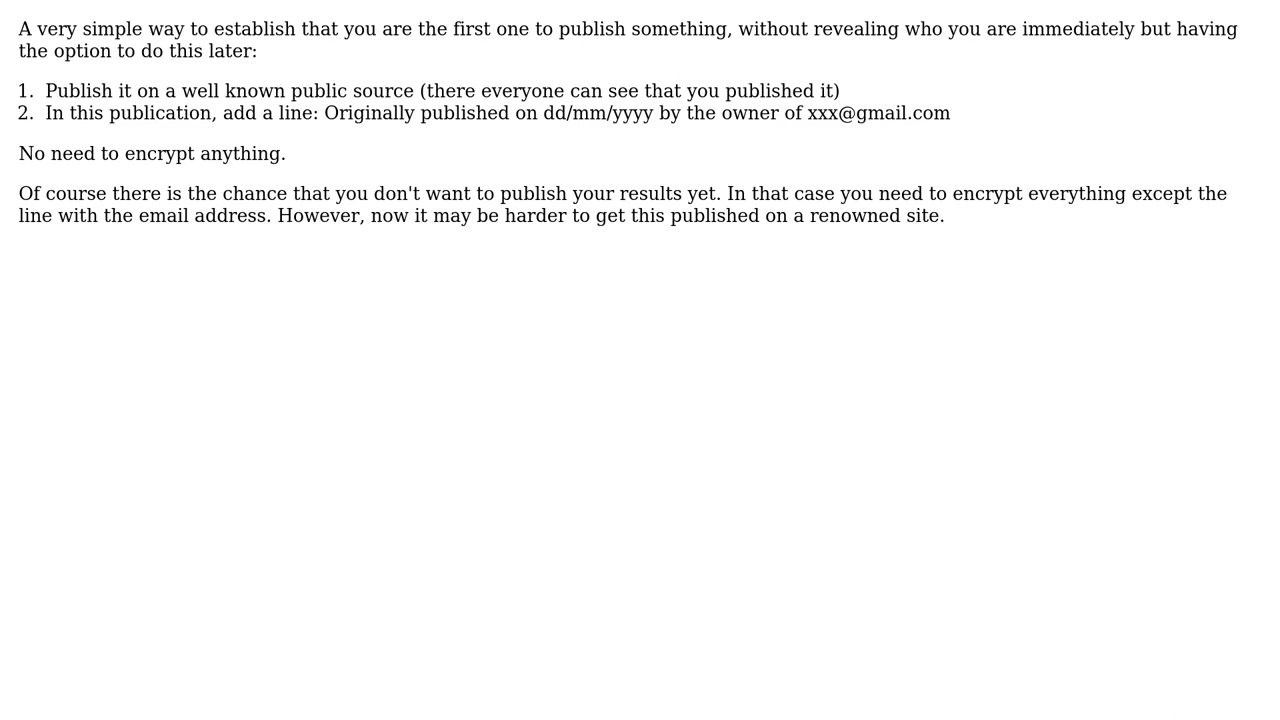 A very simple way to establish that you are the first one to publish something, without revealing who you are immediately but having
the option to do this later:
1. Publish it on a well known public source (there everyone can see that you published it)
2. In this publication, add a line: Originally published on dd/mm/yyyy by the owner of xxx@gmail.com
No need to encrypt anything.
Of course there is the chance that you don't want to publish your results yet. In that case you need to encrypt everything except the
line with the email address. However, now it may be harder to get this published on a renowned site.